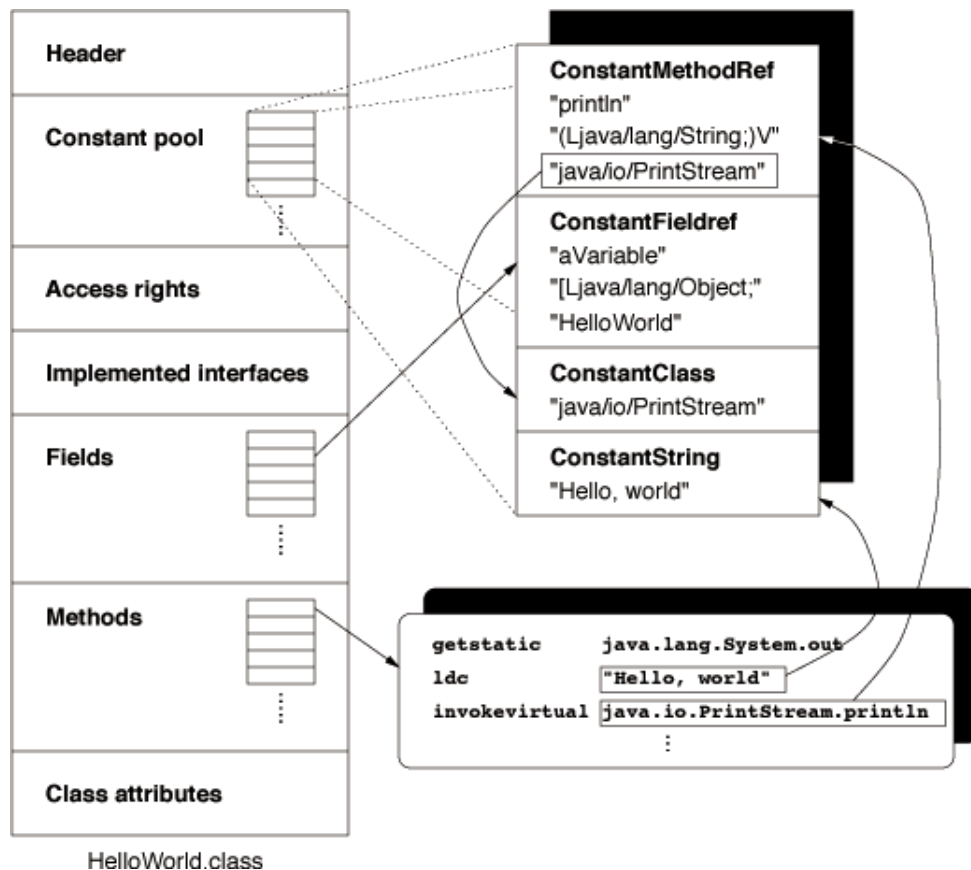 Header
Constant pool
Access rights
Implemented interfaces
Fields
Methods
Class attributes
HelloWorld.class
ConstantMethodRef
"println"
"(Ljava/lang/String;)V"
"java/io/PrintStream"
ConstantFieldref
"aVariable"
"[Ljava/lang/Object;"
"HelloWorld"
ConstantClass
"java/io/PrintStream"
ConstantString
"Hello, world"
getstatic java.lang.System.out
ldc "Hello, world"
invokevirtual java.io.PrintStream.println